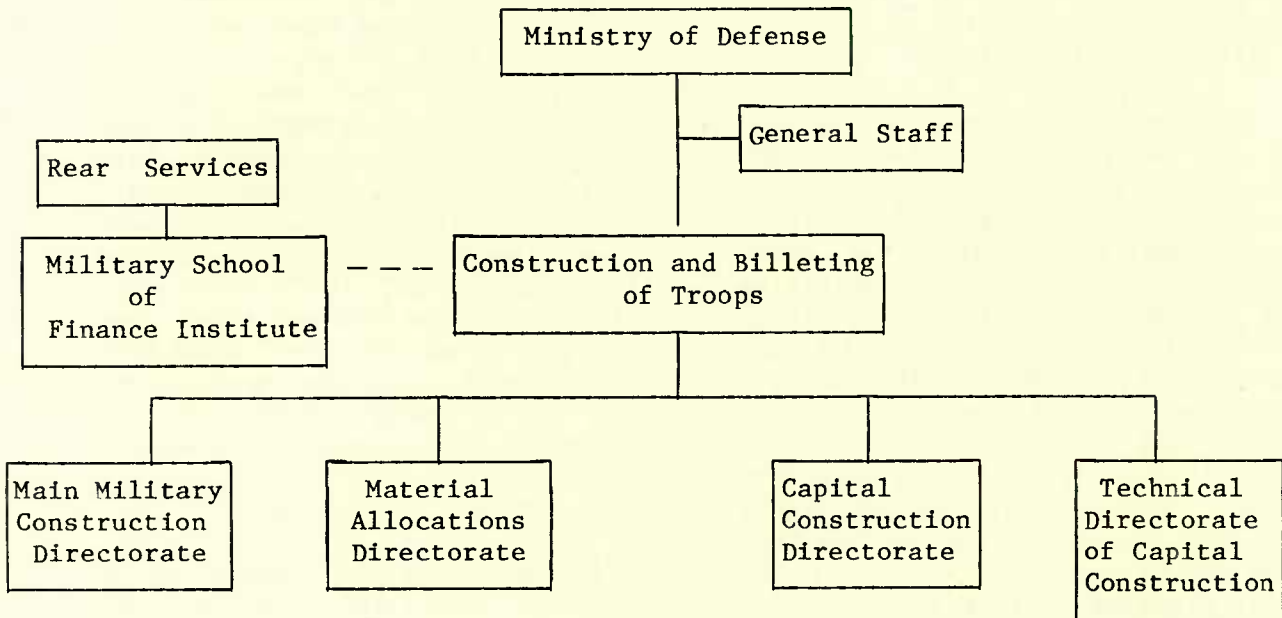 Ministry of Defense
General Staff
Rear Services
Military School
of
Finance Institute
Construction and Billeting
of Troops
Main Military
Construction
Directorate
Material
Allocations
Directorate
Capital
Construction
Directorate
Technical
Directorate
of Capital
Construction